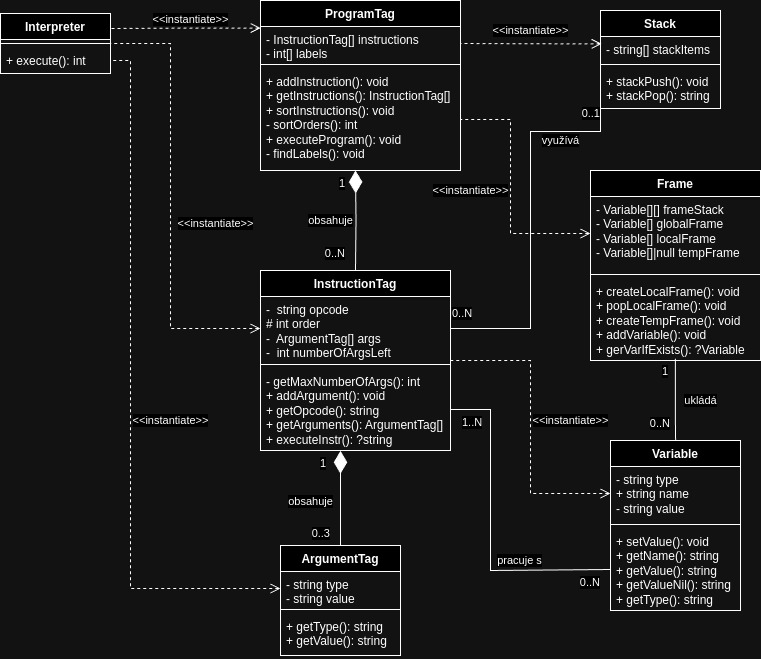 Interpreter
+ execute(): int
<<instantiate>>
ProgramTag
- InstructionTag[] instructions
- int[] labels
+ addInstruction(): void
+ getInstructions(): InstructionTag[]
+ sortInstructions(): void
- sortOrders(): int
+ executeProgram(): void
- findLabels(): void
<<instantiate>>
Stack
- string[] stackItems
+ stackPush(): void
+ stackPop(): string
0..1
využívá
<<instantiate>>
1
obsahuje
0..N
<<instantiate>>
Frame
- Variable[][] frameStack
- Variable[] globalFrame
- Variable[] localFrame
- Variable[]|null tempFrame
+ createLocalFrame(): void
+ popLocalFrame(): void
+ createTempFrame(): void
+ addVariable(): void
+ gerVarIfExists(): ?Variable
InstructionTag
- string opcode
# int order
- ArgumentTag[] args
- int numberOfArgsLeft
- getMaxNumberOfArgs(): int
+ addArgument(): void
+ getOpcode(): string
+ getArguments(): ArgumentTag[]
+ executeInstr(): ?string
0..N
1..N
<<instantiate>>
1
ukládá
0..N
<<instantiate>>
1
obsahuje
0..3
Variable
- string type
+ string name
- string value
+ setValue(): void
+ getName(): string
+ getValue(): string
+ getValueNil(): string
+ getType(): string
pracuje s
0..N
ArgumentTag
- string type
- string value
+ getType(): string
+ getValue(): string